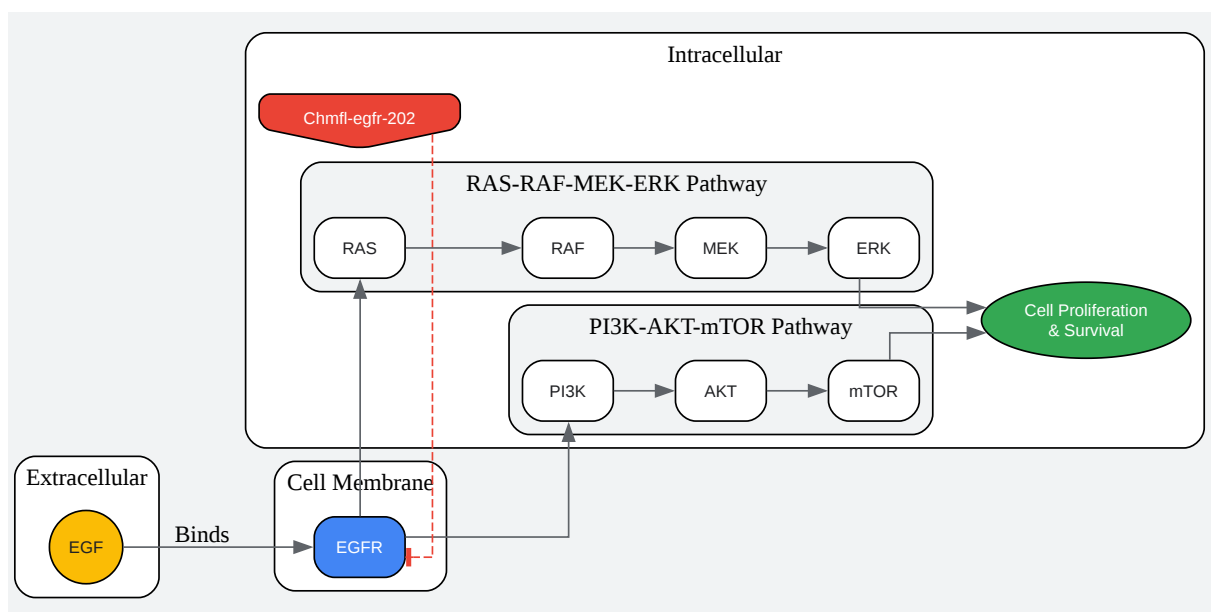 Intracellular
Chmfl-egfr-202
RAS-RAF-MEK-ERK Pathway
RAS
RAF
MEK
ERK
Cell Proliferation
& Survival
PI3K-AKT-mTOR Pathway
PI3K
AKT
mTOR
Extracellular
Cell Membrane
Binds
EGF
EGFR